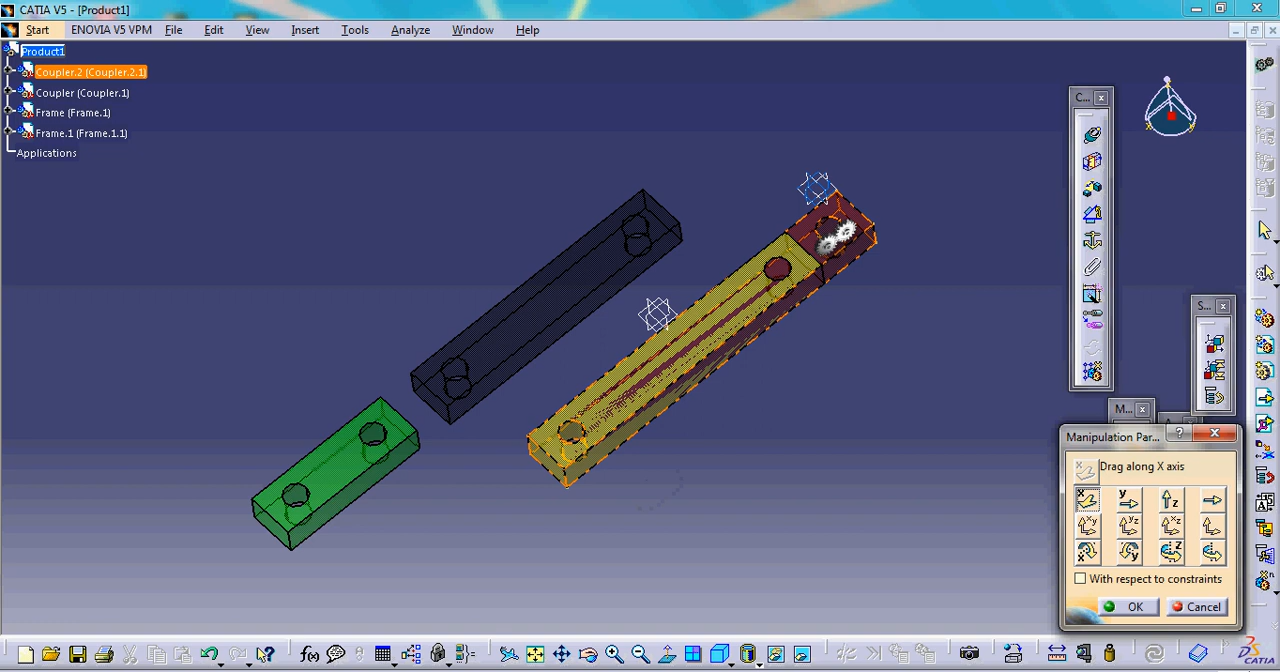 CATIA V5 - [Product1]
Start ENOVIA V5 VPM File Edit View Insert Tools Analyze Window Help
Product1
Coupler.2 (Coupler.2.1)
Coupler (Coupler.1)
Frame (Frame.1)
Frame.1 (Frame.1.1)
Applications
C...
S...
M...
Manipulation Par...
Drag along X axis
With respect to constraints
OK Cancel
CATIA